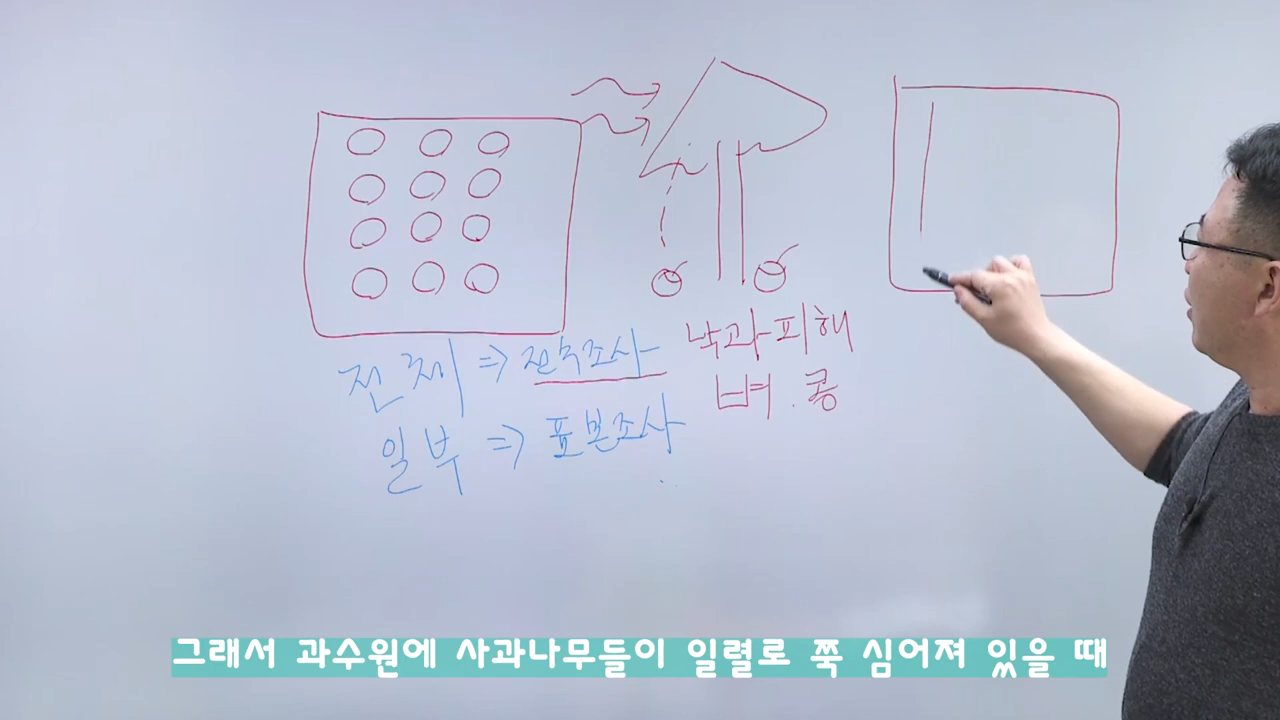 전체 ⇒ 전수조사
일부 ⇒ 표본조사
낙과피해
벼. 콩
그래서 과수원에 사과나무들이 일렬로 쭉 심어져 있을 때